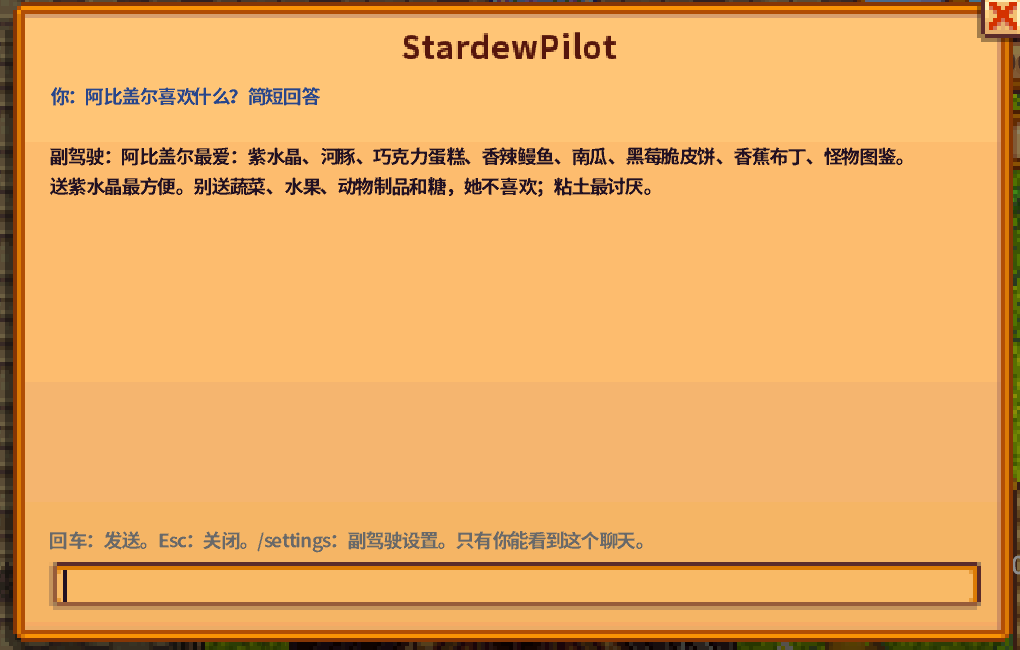 StardewPilot
你：阿比盖尔喜欢什么？简短回答
副驾驶：阿比盖尔最爱：紫水晶、河豚、巧克力蛋糕、香辣鳗鱼、南瓜、黑莓脆皮饼、香蕉布丁、怪物图鉴。
送紫水晶最方便。别送蔬菜、水果、动物制品和糖，她不喜欢；粘土最讨厌。
回车：发送。Esc：关闭。/settings：副驾驶设置。只有你能看到这个聊天。